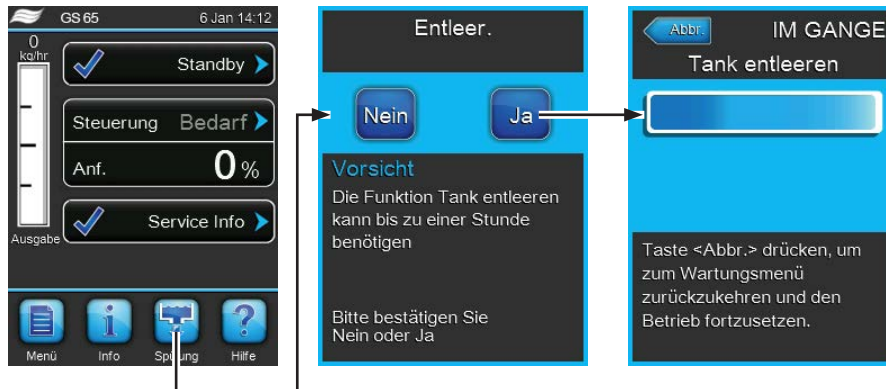 GS 65
6 Jan 14:12
0
kg/hr
Standby
Steuerung Bedarf
Anf. 0 %
Service Info
Ausgabe
Menü
Info
Spülung
Hilfe
Entleer.
Nein
Ja
Vorsicht
Die Funktion Tank entleeren
kann bis zu einer Stunde
benötigen
Bitte bestätigen Sie
Nein oder Ja
Abbr.
IM GANGE
Tank entleeren
Taste <Abbr.> drücken, um
zum Wartungsmenü
zurückzukehren und den
Betrieb fortzusetzen.